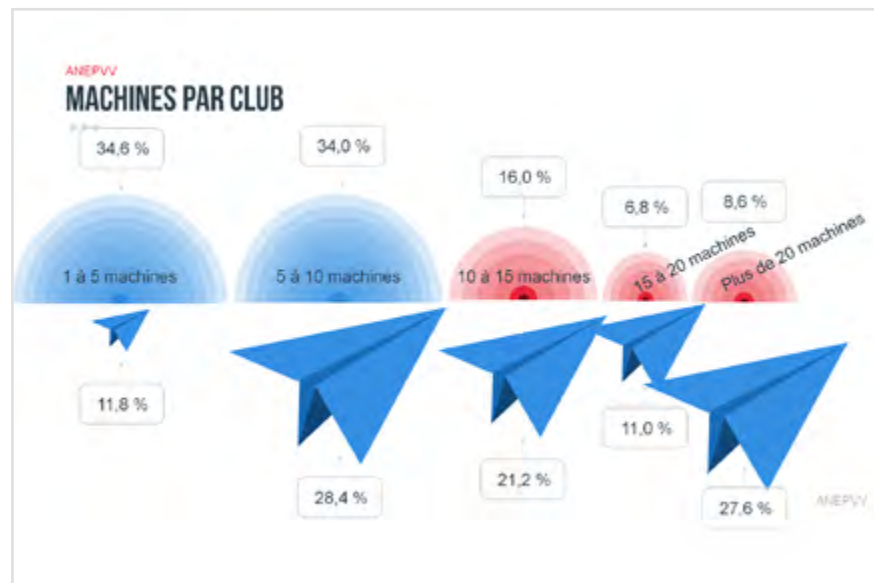 ANEPVV
MACHINES PAR CLUB
34,6 %
34,0 %
16,0 %
6,8 %
8,6 %
1 à 5 machines
5 à 10 machines
10 à 15 machines
15 à 20 machines
Plus de 20 machines
11,8 %
28,4 %
21,2 %
11,0 %
27,6 %
ANEPVV